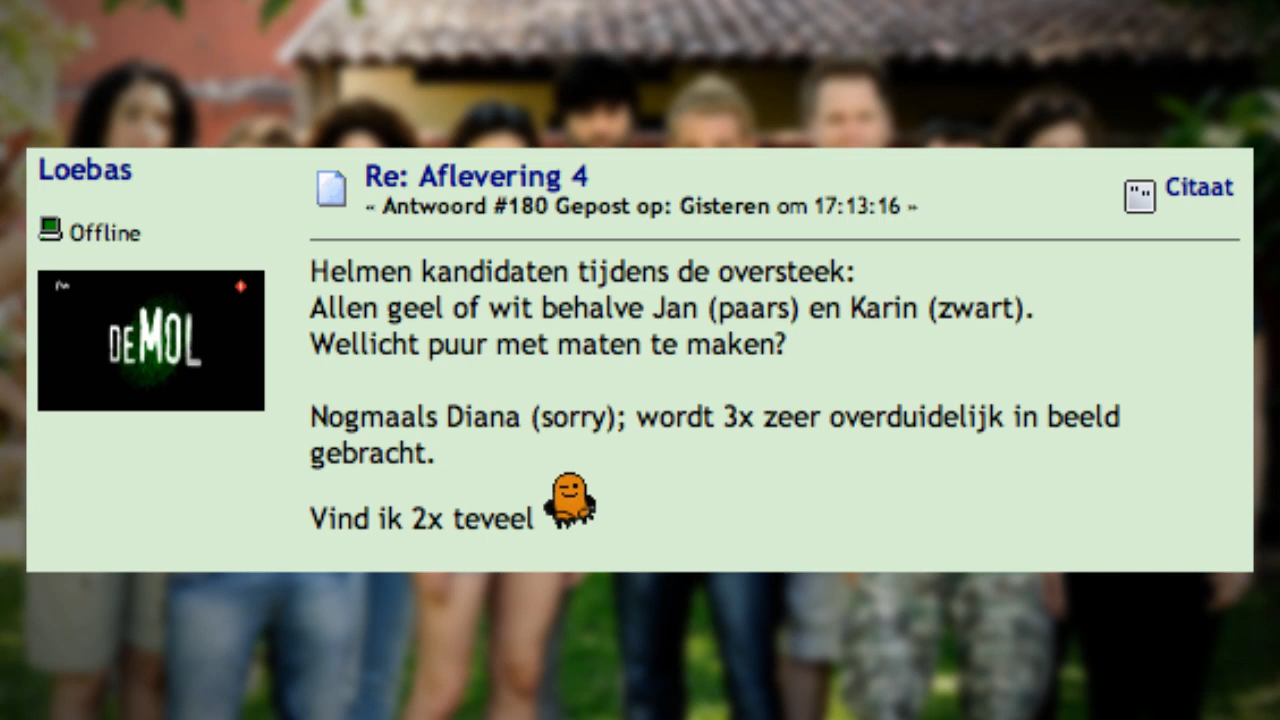 Loebas
Offline
DE MOL
Re: Aflevering 4
« Antwoord #180 Gepost op: Gisteren om 17:13:16 »
Citaat
Helmen kandidaten tijdens de oversteek:
Allen geel of wit behalve Jan (paars) en Karin (zwart).
Wellicht puur met maten te maken?
Nogmaals Diana (sorry); wordt 3x zeer overduidelijk in beeld
gebracht.
Vind ik 2x teveel